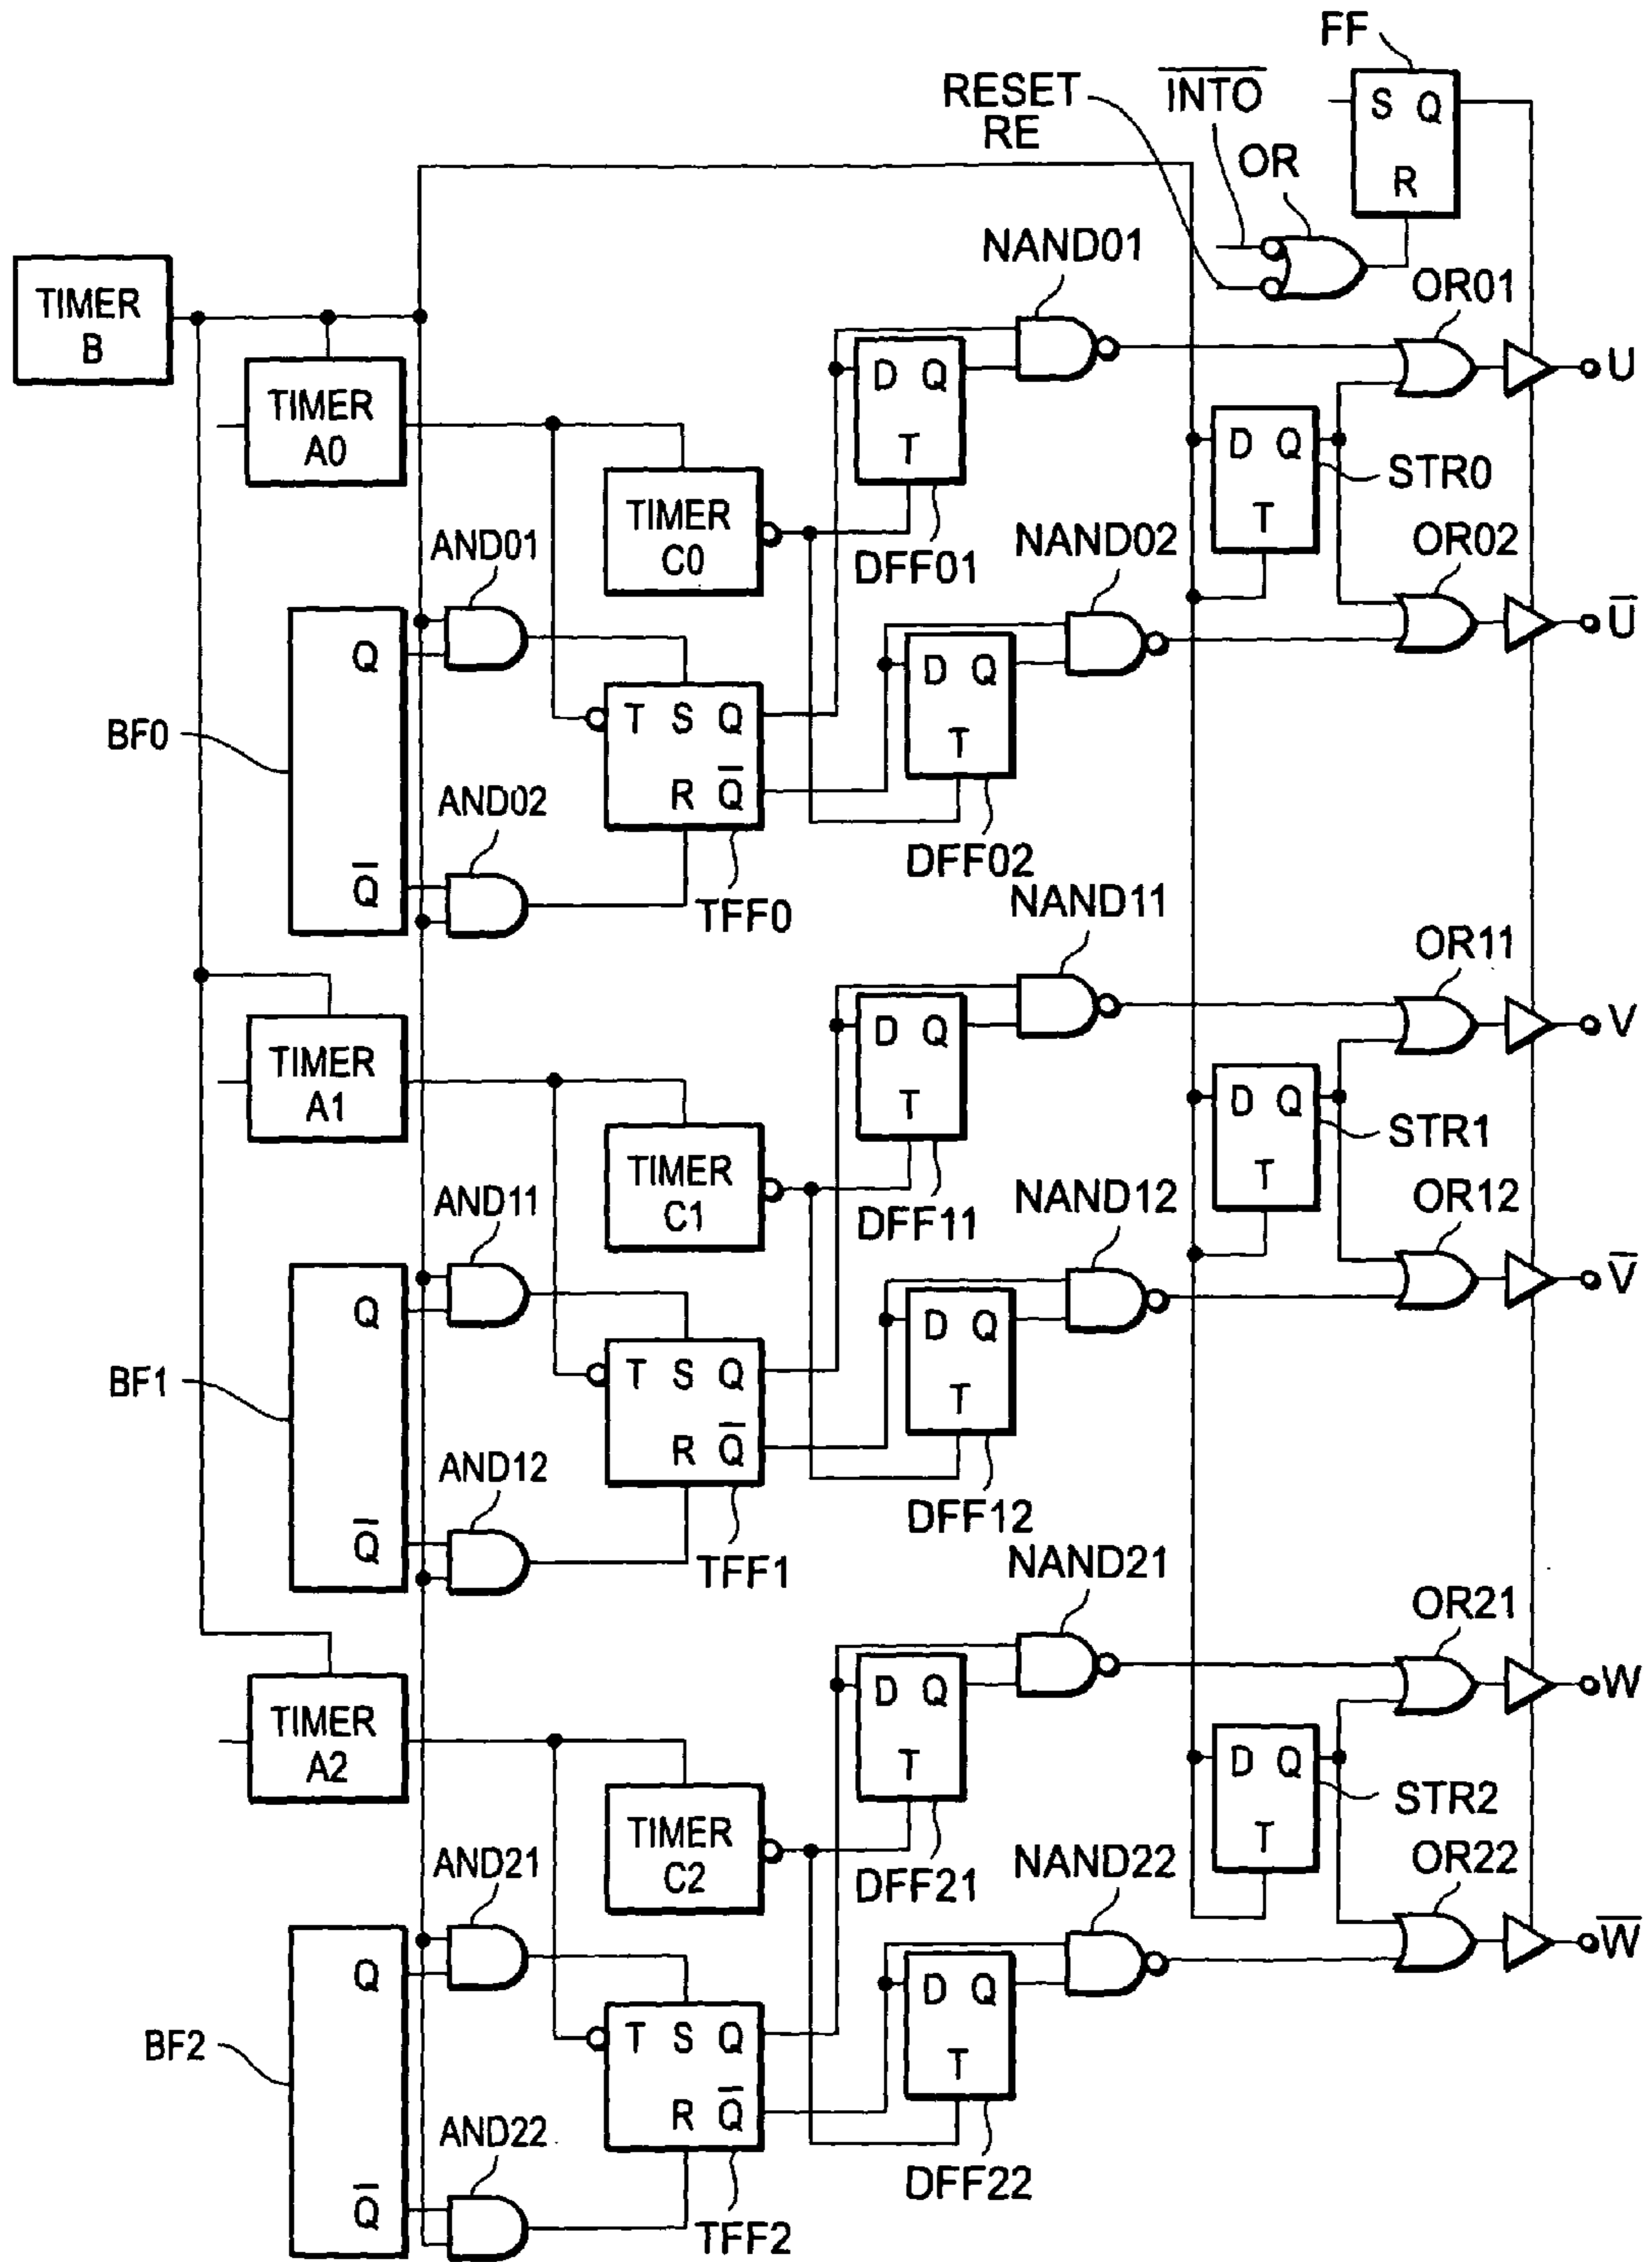 FF
RESET
RE
I̅N̅T̅O̅
OR
S Q
R
TIMER
B
NAND01
OR01
U
TIMER
A0
D Q
T
DFF01
D Q
T
STR0
TIMER
C0
AND01
NAND02
OR02
U̅
BF0
Q
Q̅
T S Q
R Q̅
TFF0
D Q
T
DFF02
AND02
NAND11
OR11
V
TIMER
A1
D Q
T
DFF11
D Q
T
STR1
TIMER
C1
AND11
NAND12
OR12
V̅
BF1
Q
Q̅
T S Q
R Q̅
TFF1
D Q
T
DFF12
AND12
NAND21
OR21
W
TIMER
A2
D Q
T
DFF21
D Q
T
STR2
TIMER
C2
AND21
NAND22
OR22
W̅
BF2
Q
Q̅
T S Q
R Q̅
TFF2
D Q
T
DFF22
AND22